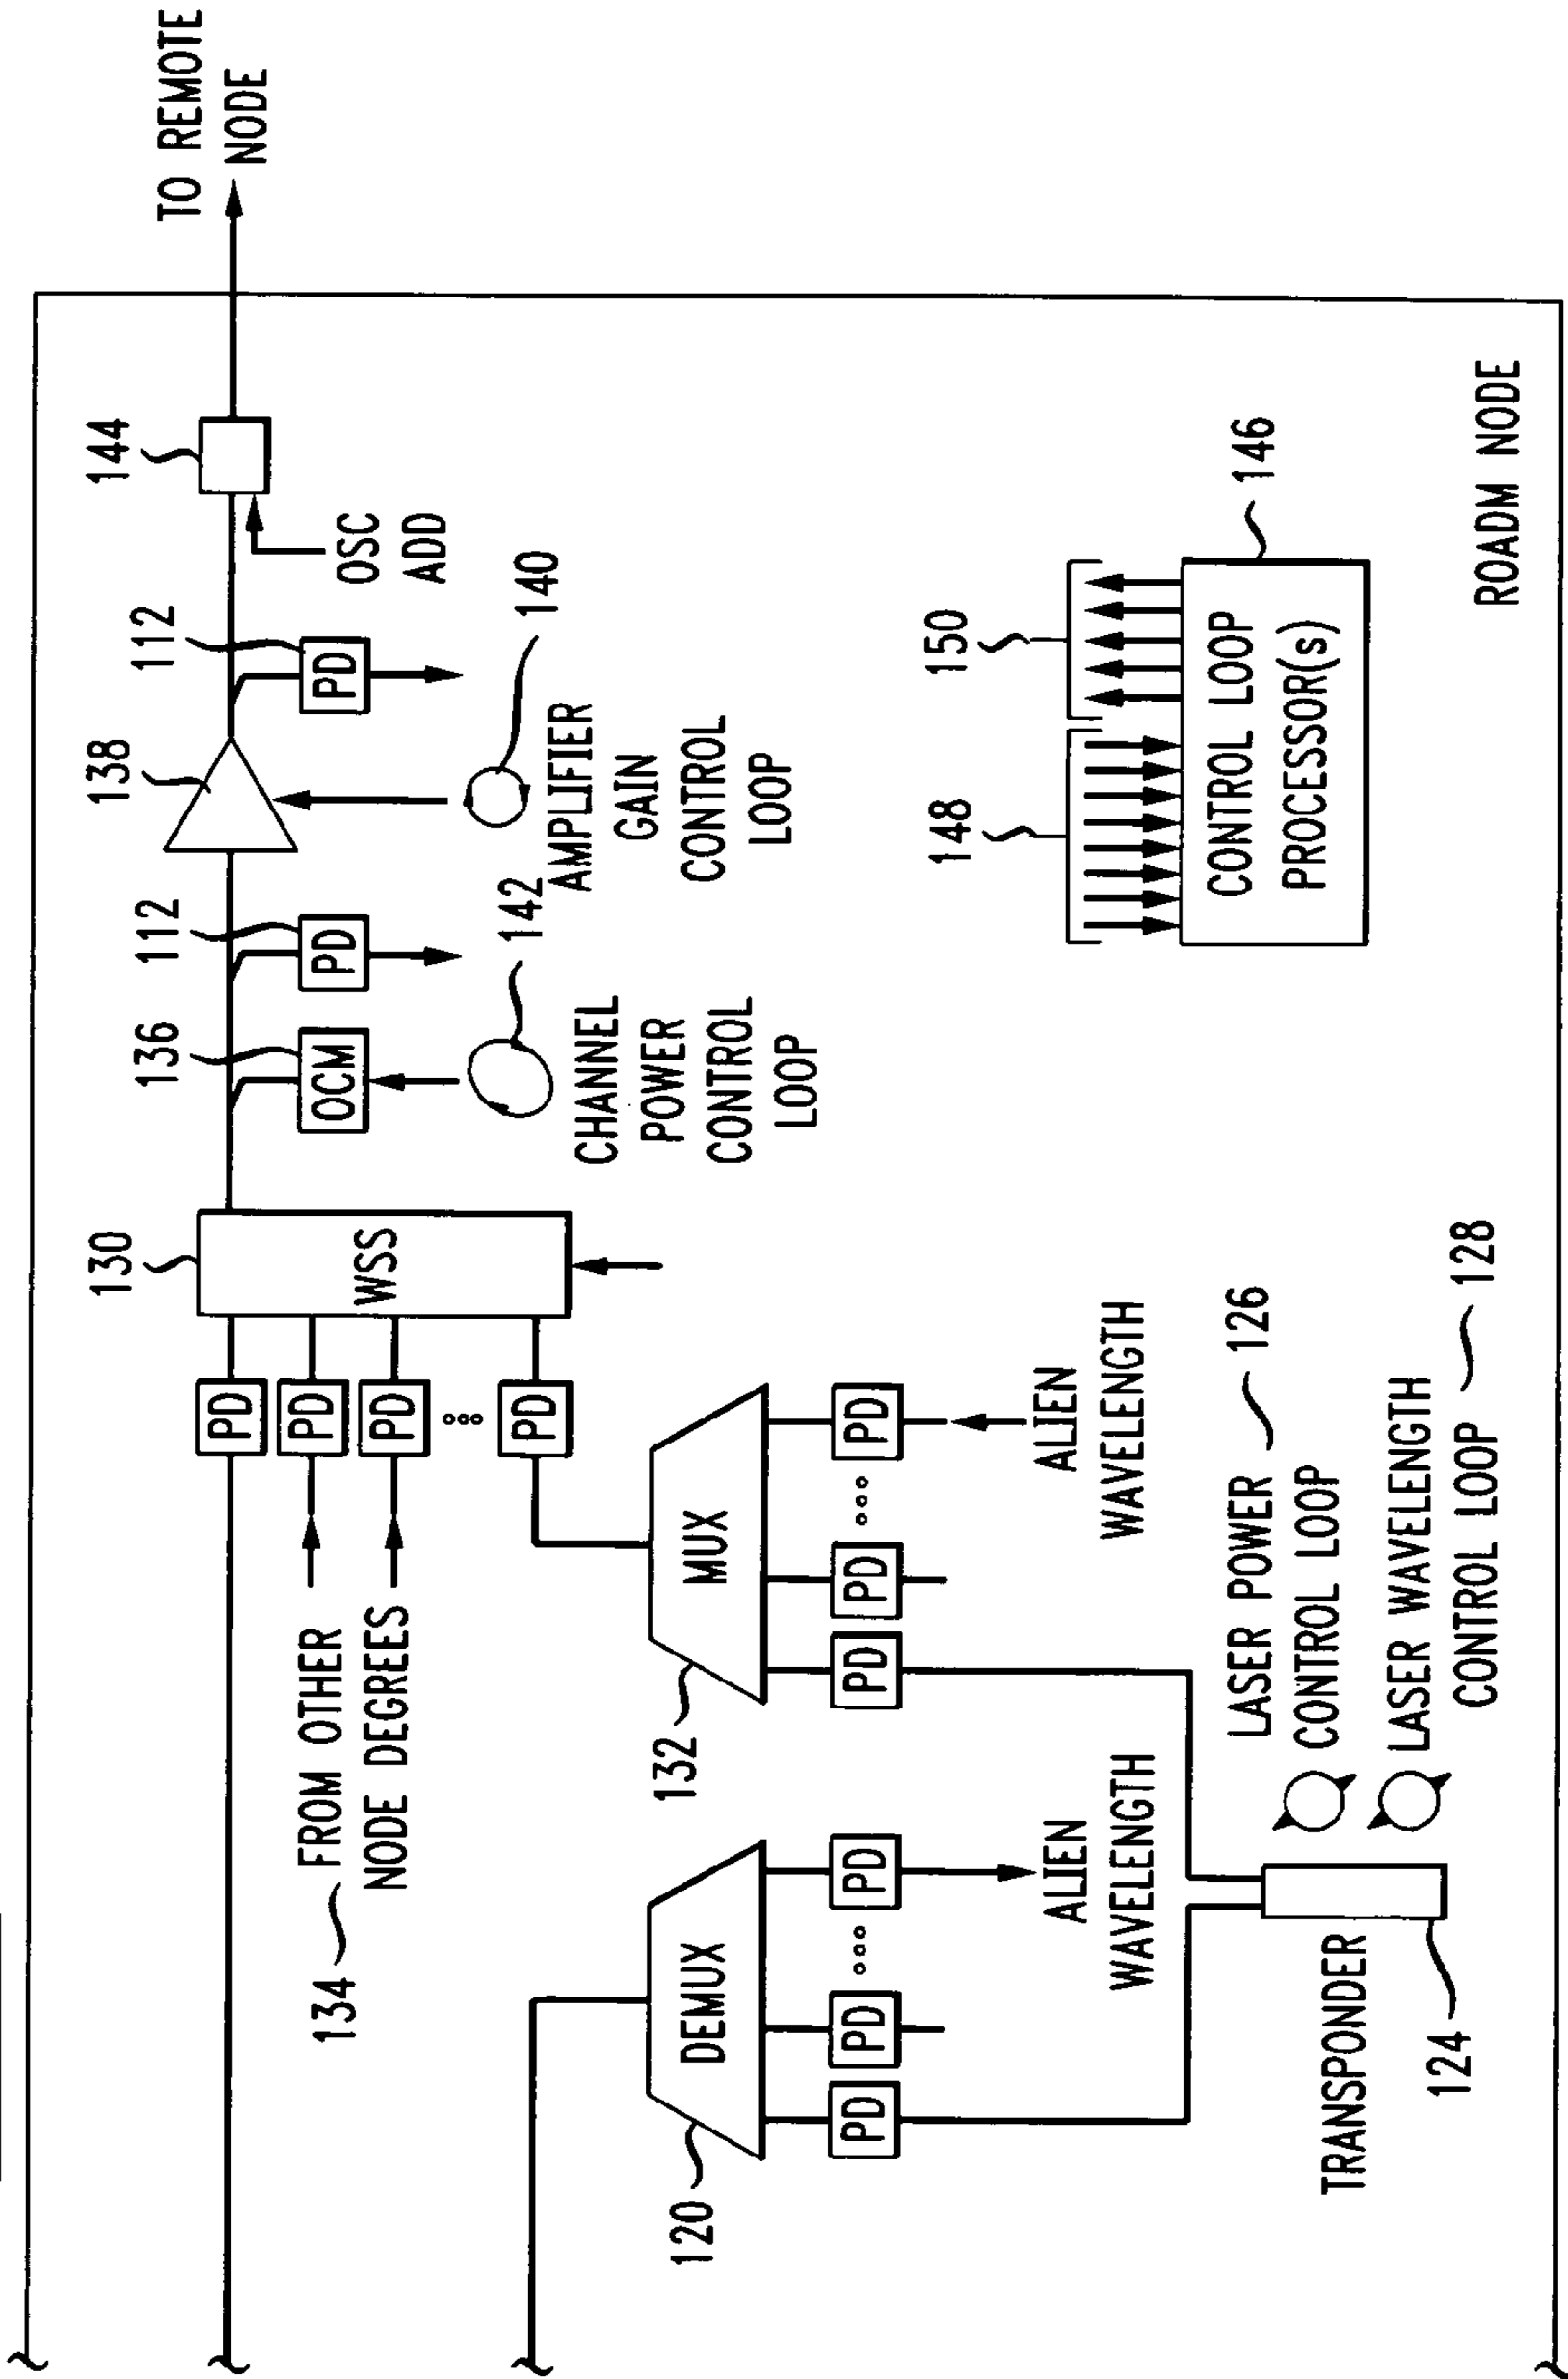 TO REMOTE
NODE
144
138
112
136
112
130
OSC
ADD
140
142
AMPLIFIER
GAIN
CONTROL
LOOP
CHANNEL
POWER
CONTROL
LOOP
PD
PD
OCM
WSS
PD
PD
PD
PD
134
FROM OTHER
NODE DEGREES
120
DEMUX
132
MUX
PD
PD
PD
PD
PD
PD
ALIEN
WAVELENGTH
ALIEN
WAVELENGTH
148
150
CONTROL LOOP
PROCESSOR(s)
146
LASER POWER
CONTROL LOOP
126
LASER WAVELENGTH
CONTROL LOOP
128
TRANSPONDER
124
ROADM NODE